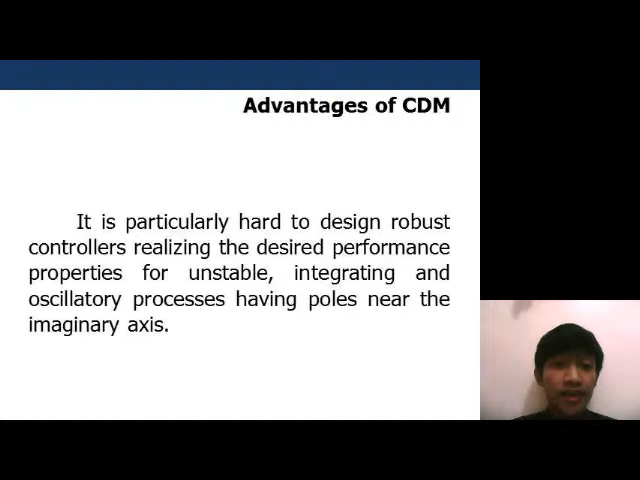 Advantages of CDM
It is particularly hard to design robust
controllers realizing the desired performance
properties for unstable, integrating and
oscillatory processes having poles near the
imaginary axis.